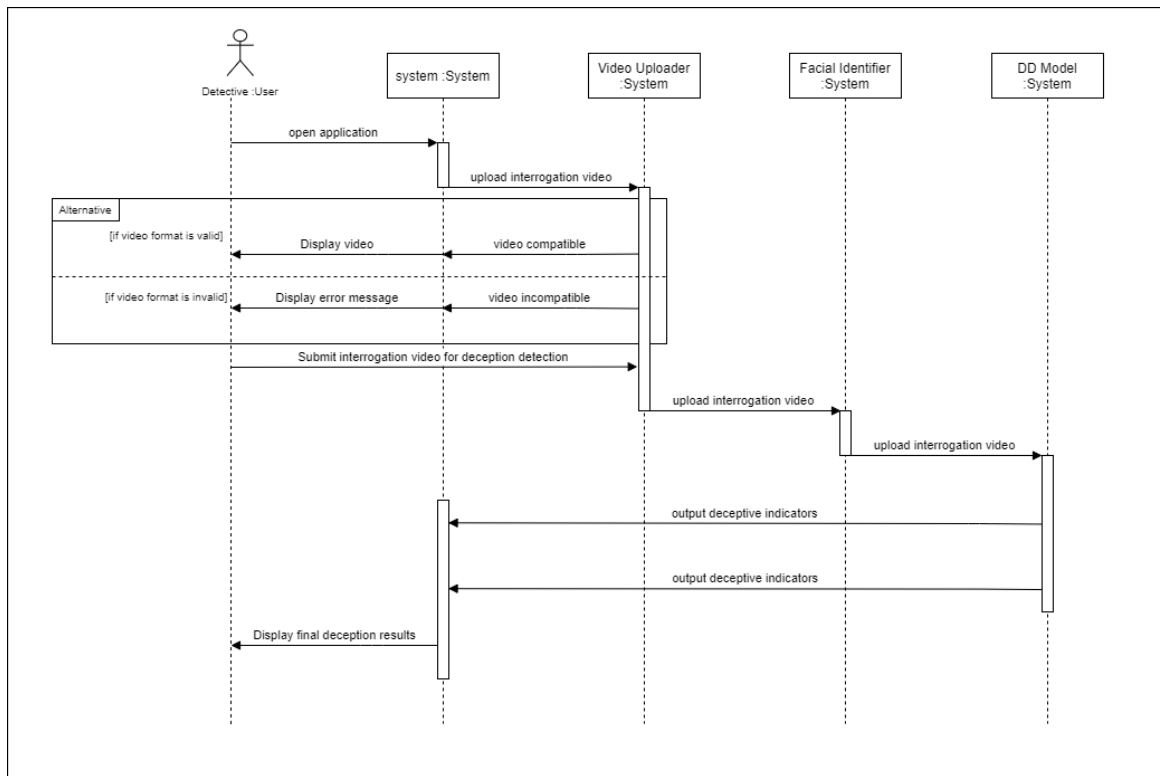 Detective :User
system :System
Video Uploader
:System
Facial Identifier
:System
DD Model
:System
open application
upload interrogation video
Alternative
[if video format is valid]
Display video
video compatible
[if video format is invalid]
Display error message
video incompatible
Submit interrogation video for deception detection
upload interrogation video
upload interrogation video
output deceptive indicators
output deceptive indicators
Display final deception results